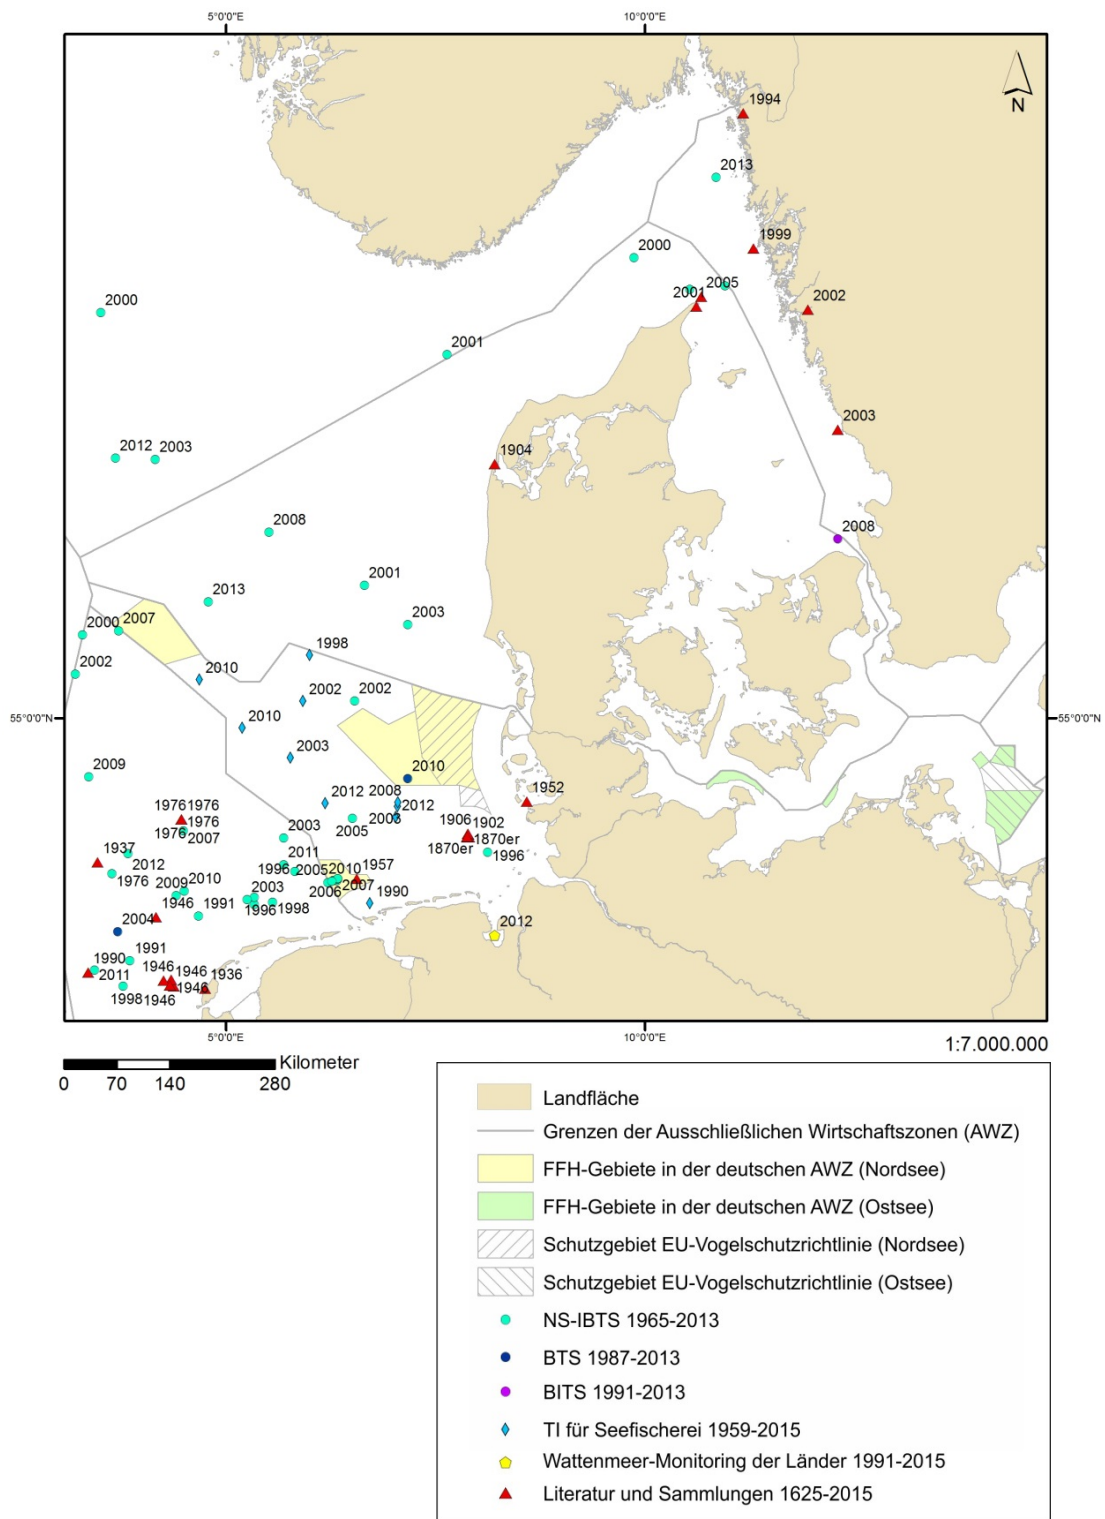 5°0'0"E 10°0'0"E
N
1994
2013
1999
2000
2005
2001
2002
2000
2001
2003
2012 2003
1904
2008
2008
2001
2013
2003
2000 2007
1998
2002
2010
2002 2002
55°0'0"N 55°0'0"N
2010
2003
2009
2010
2012 2008
2012
1952
1976 1976
1976
1976
2007
2005 2003
1906 1902
1870er
1870er
1996
2003
1937
2012
2011
1976
1996 2005 2010 1957
2009 2010
2006 2007
1990
1946
1991
2003
1996 1998
2004
2012
1990
1991
2011
1946 1946 1936
1946
1998 1946
5°0'0"E 10°0'0"E
1:7.000.000
Kilometer
0 70 140 280
Landfläche
Grenzen der Ausschließlichen Wirtschaftszonen (AWZ)
FFH-Gebiete in der deutschen AWZ (Nordsee)
FFH-Gebiete in der deutschen AWZ (Ostsee)
Schutzgebiet EU-Vogelschutzrichtlinie (Nordsee)
Schutzgebiet EU-Vogelschutzrichtlinie (Ostsee)
NS-IBTS 1965-2013
BTS 1987-2013
BITS 1991-2013
TI für Seefischerei 1959-2015
Wattenmeer-Monitoring der Länder 1991-2015
Literatur und Sammlungen 1625-2015